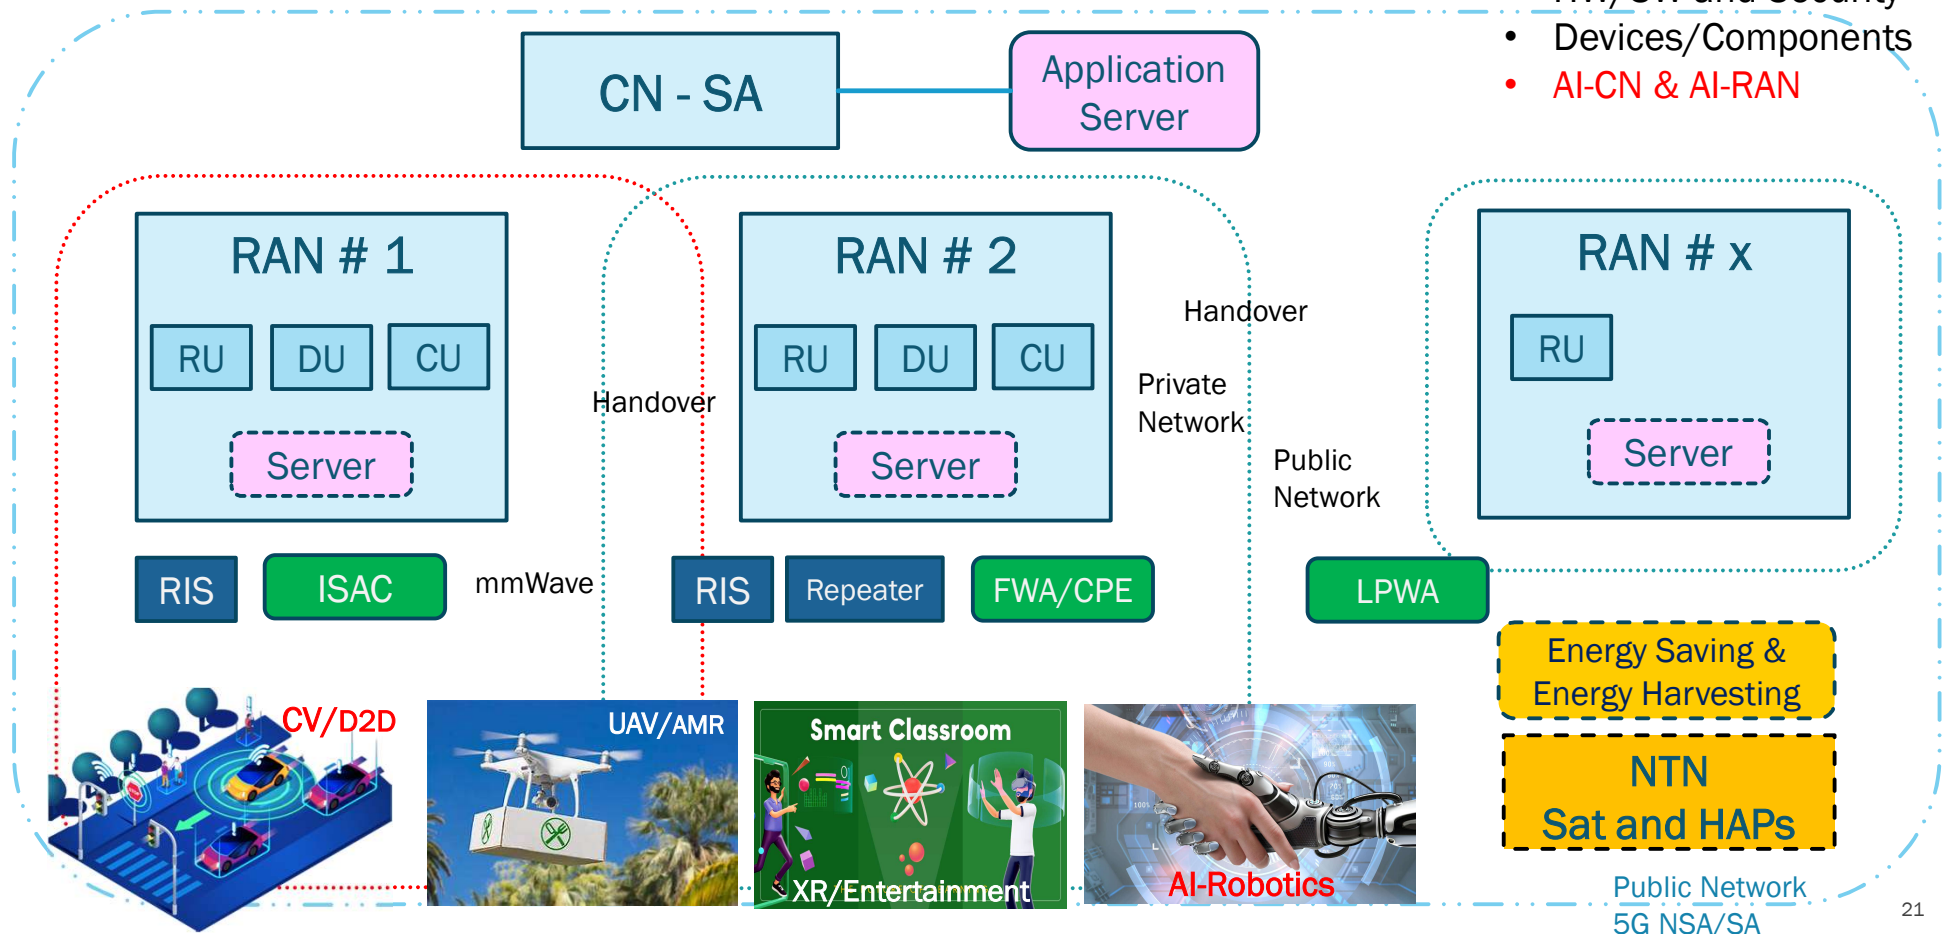 and Security
• Devices/Components
• AI-CN & AI-RAN
CN - SA
Application
Server
RAN # 1
RU
DU
CU
Server
Handover
RAN # 2
RU
DU
CU
Server
Handover
Private
Network
Public
Network
RAN # x
RU
Server
RIS
ISAC
mmWave
RIS
Repeater
FWA/CPE
LPWA
Energy Saving &
Energy Harvesting
NTN
Sat and HAPs
CV/D2D
UAV/AMR
Smart Classroom
XR/Entertainment
AI-Robotics
Public Network
5G NSA/SA
21